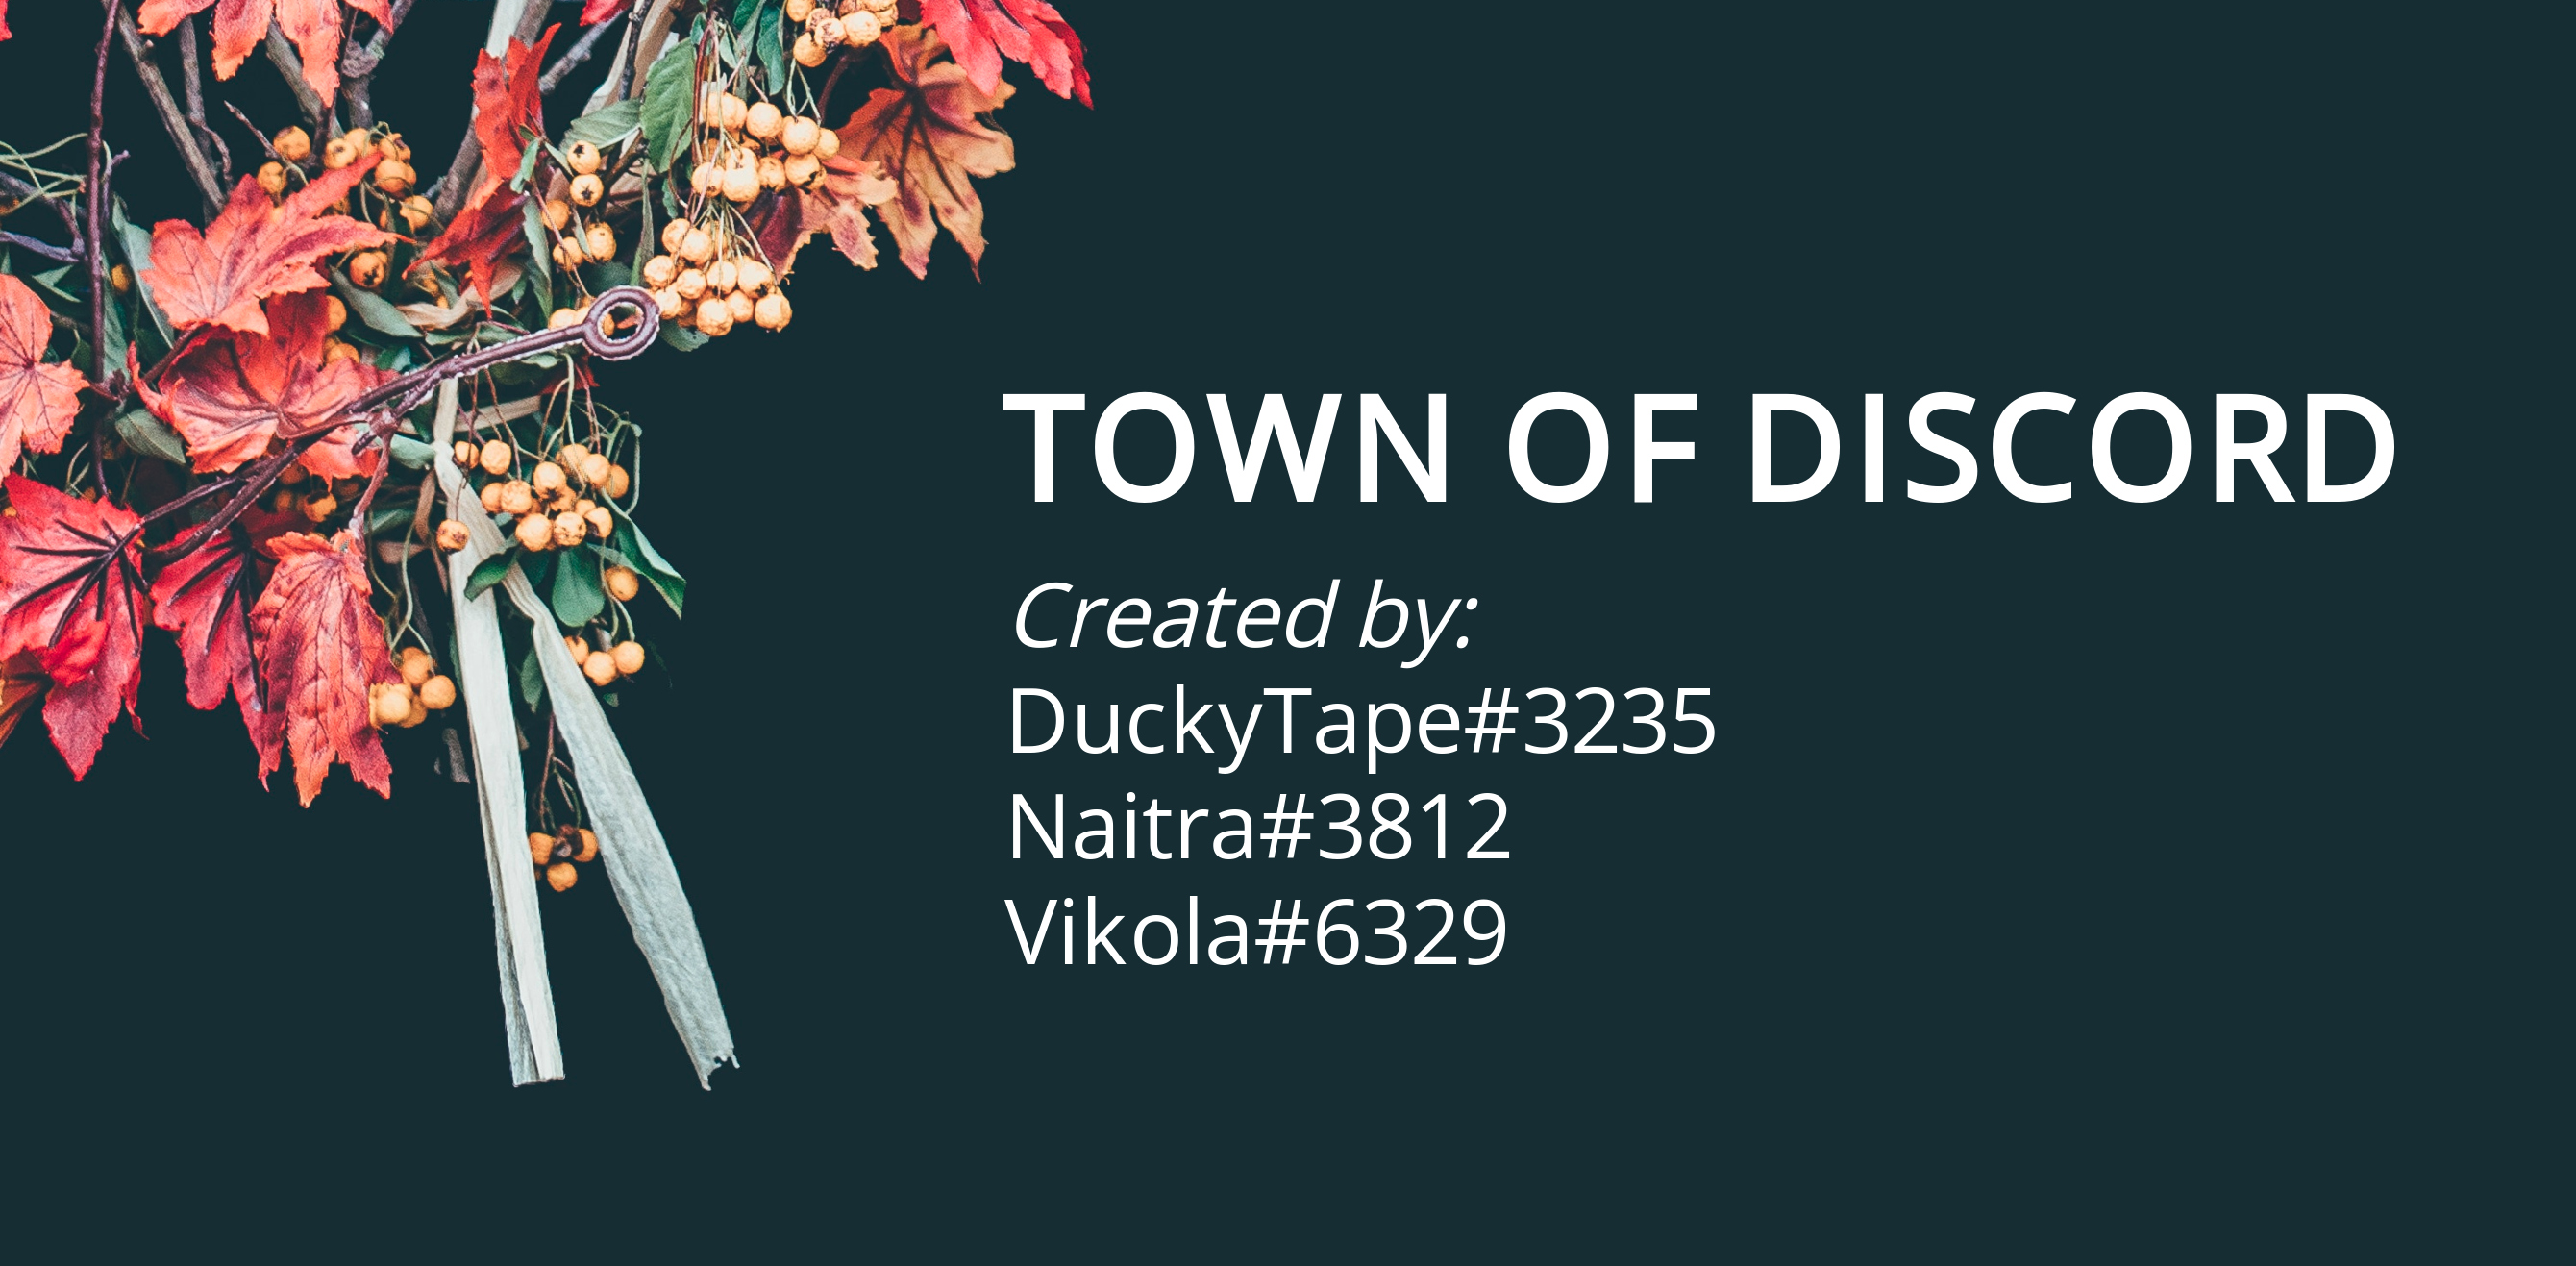 TOWN OF DISCORD
Created by:
DuckyTape#3235
Naitra#3812
Vikola#6329